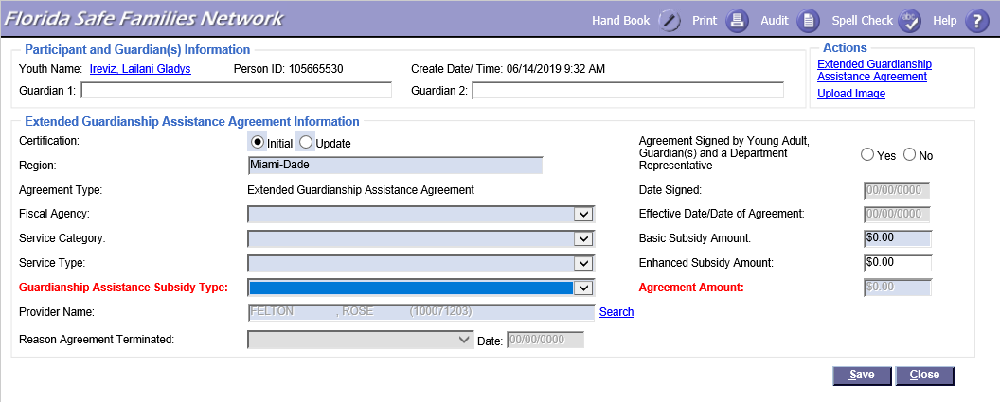 Florida Safe Families Network
Hand Book Print Audit Spell Check abc Help ?
Participant and Guardian(s) Information
Youth Name: Ireviz, Lailani Gladys Person ID: 105665530 Create Date/ Time: 06/14/2019 9:32 AM
Guardian 1: Guardian 2:
Actions
Extended Guardianship
Assistance Agreement
Upload Image
Extended Guardianship Assistance Agreement Information
Certification: Initial Update
Agreement Signed by Young Adult,
Guardian(s) and a Department
Representative
Yes No
Region: Miami-Dade
Agreement Type: Extended Guardianship Assistance Agreement Date Signed: 00/00/0000
Fiscal Agency: Effective Date/Date of Agreement: 00/00/0000
Service Category: Basic Subsidy Amount: $0.00
Service Type: Enhanced Subsidy Amount: $0.00
Guardianship Assistance Subsidy Type: Agreement Amount: $0.00
Provider Name: FELTON , ROSE (100071203) Search
Reason Agreement Terminated: Date: 00/00/0000
Save Close